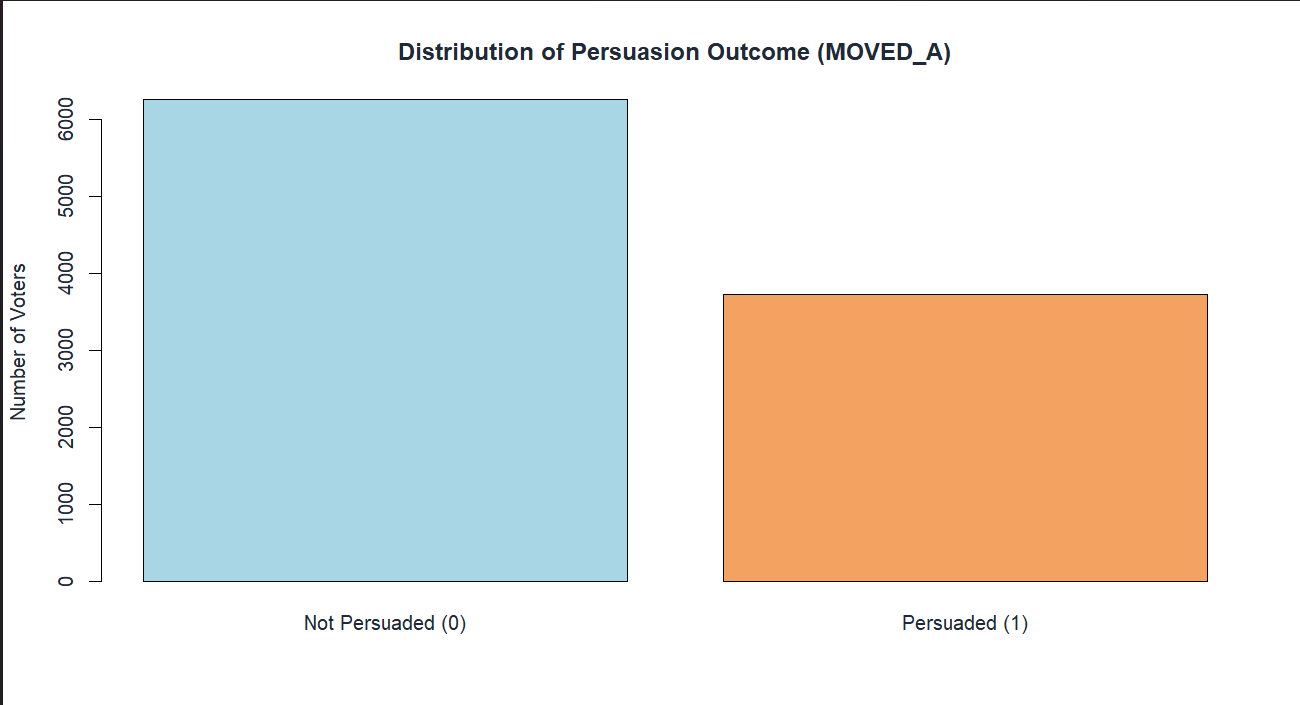 Distribution of Persuasion Outcome (MOVED_A)
Number of Voters
6000
5000
4000
3000
2000
1000
0
Not Persuaded (0)
Persuaded (1)